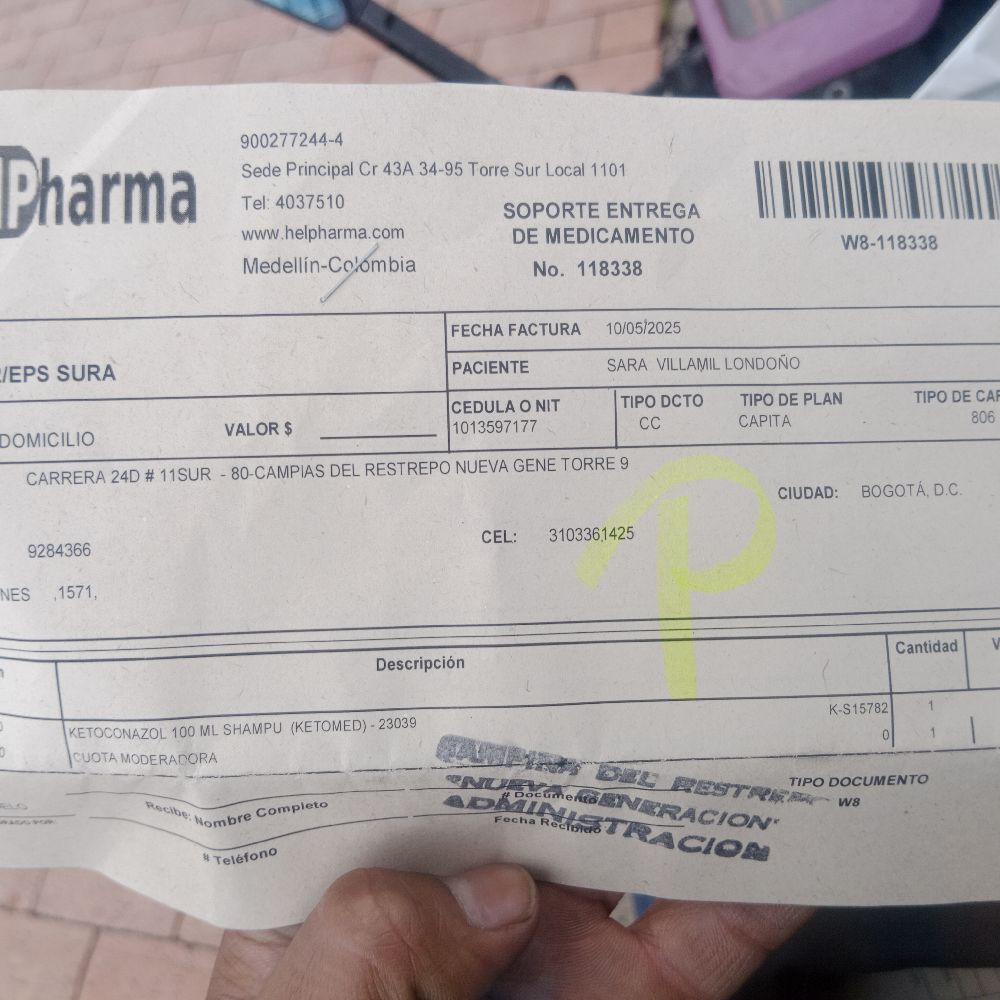 Pharma
900277244-4
Sede Principal Cr 43A 34-95 Torre Sur Local 1101
Tel: 4037510
www.helpharma.com
Medellín-Colombia
SOPORTE ENTREGA
DE MEDICAMENTO
No. 118338
W8-118338
FECHA FACTURA 10/05/2025
/EPS SURA
PACIENTE SARA VILLAMIL LONDOÑO
CEDULA O NIT TIPO DCTO TIPO DE PLAN TIPO DE CAP
1013597177 CC CAPITA 806
DOMICILIO VALOR $
CARRERA 24D # 11SUR - 80-CAMPIAS DEL RESTREPO NUEVA GENE TORRE 9
CIUDAD: BOGOTÁ, D.C.
9284366 CEL: 3103361425
NES ,1571,
P
Descripción Cantidad V
KETOCONAZOL 100 ML SHAMPU (KETOMED) - 23039 K-S15782 1
CUOTA MODERADORA 0 1
TIPO DOCUMENTO
W8
Recibe: Nombre Completo # Documento
# Teléfono Fecha Recibido
DEL RESTREPO
"NUEVA GENERACION"
ADMINISTRACION